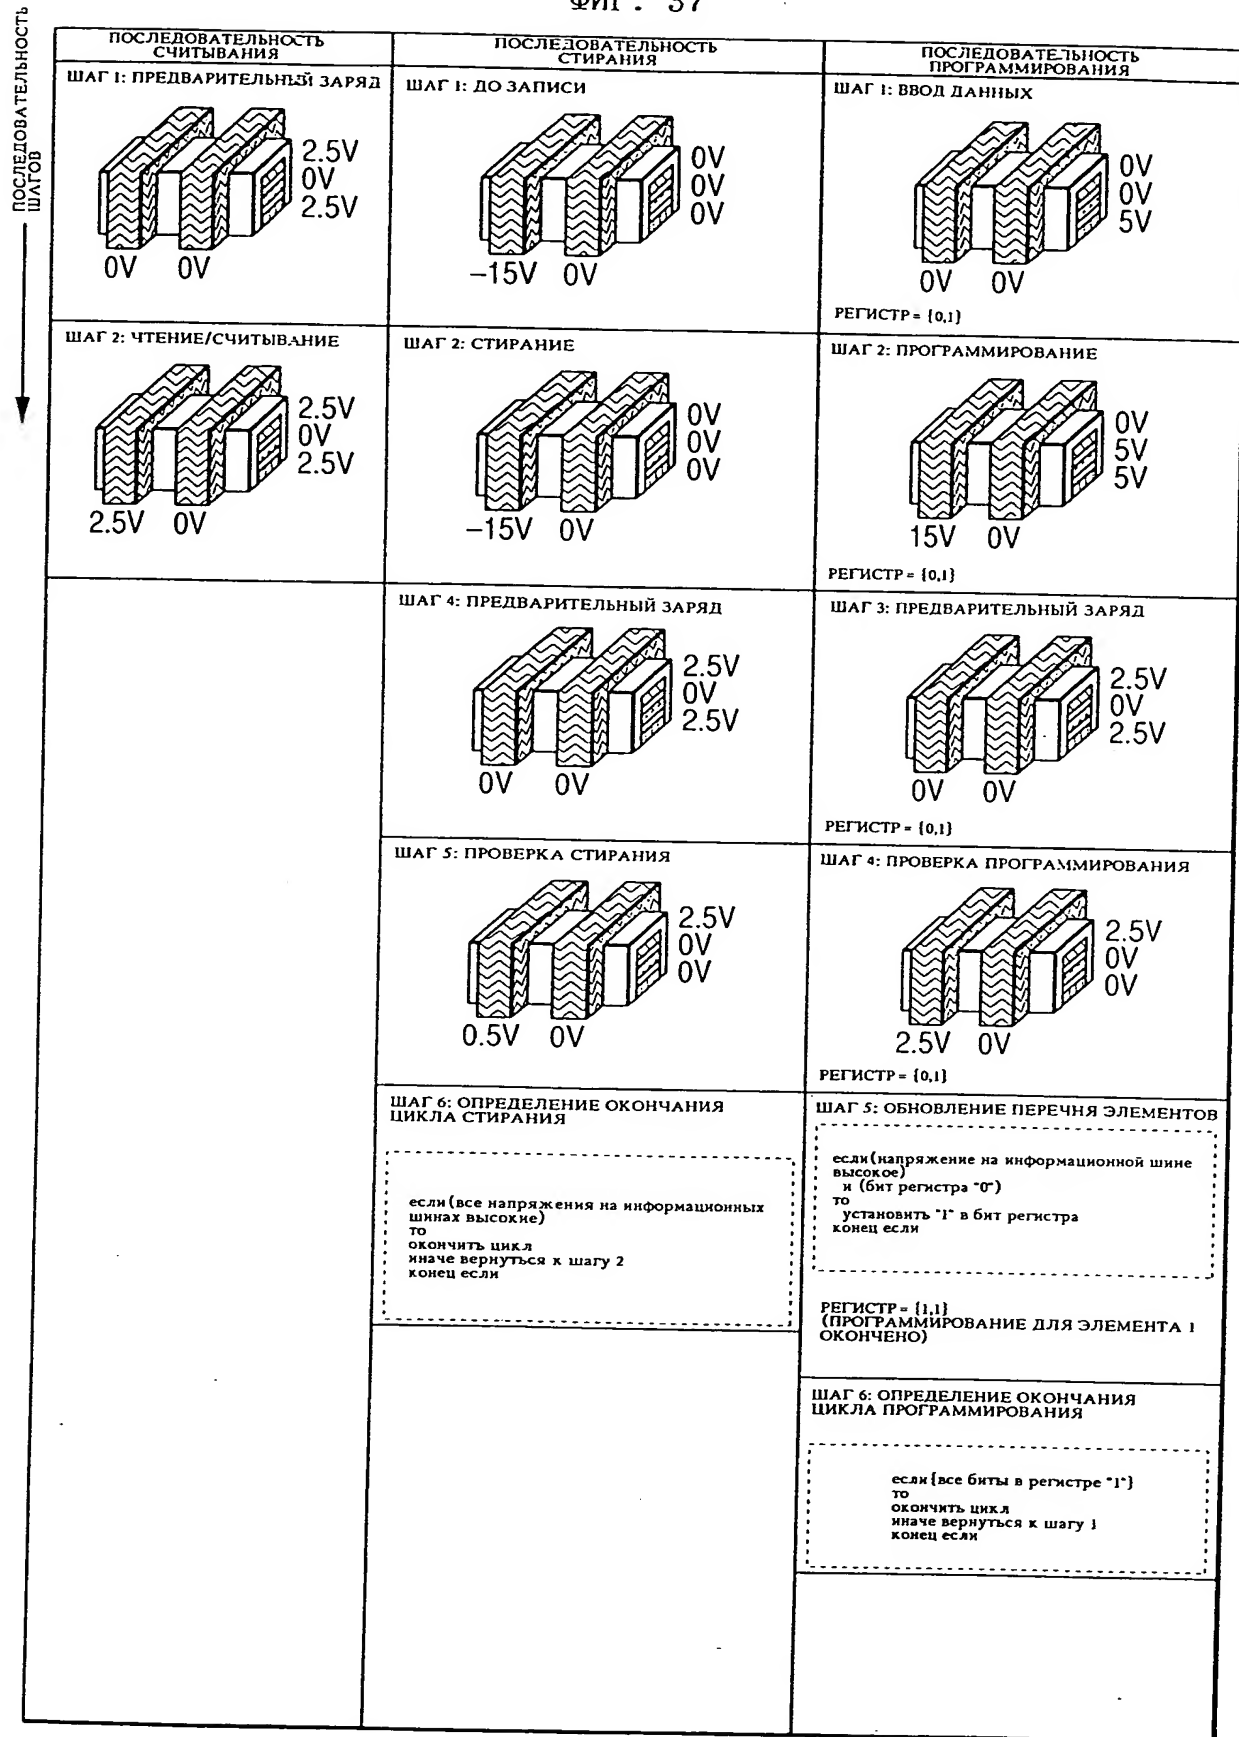 ФИГ. 37
ПОСЛЕДОВАТЕЛЬНОСТЬ
ШАГОВ
ПОСЛЕДОВАТЕЛЬНОСТЬ
СЧИТЫВАНИЯ
ПОСЛЕДОВАТЕЛЬНОСТЬ
СТИРАНИЯ
ПОСЛЕДОВАТЕЛЬНОСТЬ
ПРОГРАММИРОВАНИЯ
ШАГ 1: ПРЕДВАРИТЕЛЬНЫЙ ЗАРЯД
2.5V
0V
2.5V
0V 0V
ШАГ 1: ДО ЗАПИСИ
0V
0V
0V
-15V 0V
ШАГ 1: ВВОД ДАННЫХ
0V
0V
5V
0V 0V
РЕГИСТР = {0,1}
ШАГ 2: ЧТЕНИЕ/СЧИТЫВАНИЕ
2.5V
0V
2.5V
2.5V 0V
ШАГ 2: СТИРАНИЕ
0V
0V
0V
-15V 0V
ШАГ 2: ПРОГРАММИРОВАНИЕ
0V
5V
5V
15V 0V
РЕГИСТР = {0,1}
ШАГ 4: ПРЕДВАРИТЕЛЬНЫЙ ЗАРЯД
2.5V
0V
2.5V
0V 0V
ШАГ 3: ПРЕДВАРИТЕЛЬНЫЙ ЗАРЯД
2.5V
0V
2.5V
0V 0V
РЕГИСТР = {0,1}
ШАГ 5: ПРОВЕРКА СТИРАНИЯ
2.5V
0V
0V
0.5V 0V
ШАГ 4: ПРОВЕРКА ПРОГРАММИРОВАНИЯ
2.5V
0V
0V
2.5V 0V
РЕГИСТР = {0,1}
ШАГ 6: ОПРЕДЕЛЕНИЕ ОКОНЧАНИЯ
ЦИКЛА СТИРАНИЯ
если(все напряжения на информационных
шинах высокие)
то
окончить цикл
иначе вернуться к шагу 2
конец если
ШАГ 5: ОБНОВЛЕНИЕ ПЕРЕЧНЯ ЭЛЕМЕНТОВ
если(напряжение на информационной шине
высокое)
и (бит регистра "0")
то
установить "1" в бит регистра
конец если
РЕГИСТР = {1,1}
(ПРОГРАММИРОВАНИЕ ДЛЯ ЭЛЕМЕНТА 1
ОКОНЧЕНО)
ШАГ 6: ОПРЕДЕЛЕНИЕ ОКОНЧАНИЯ
ЦИКЛА ПРОГРАММИРОВАНИЯ
если{все биты в регистре "1"}
то
окончить цикл
иначе вернуться к шагу 1
конец если